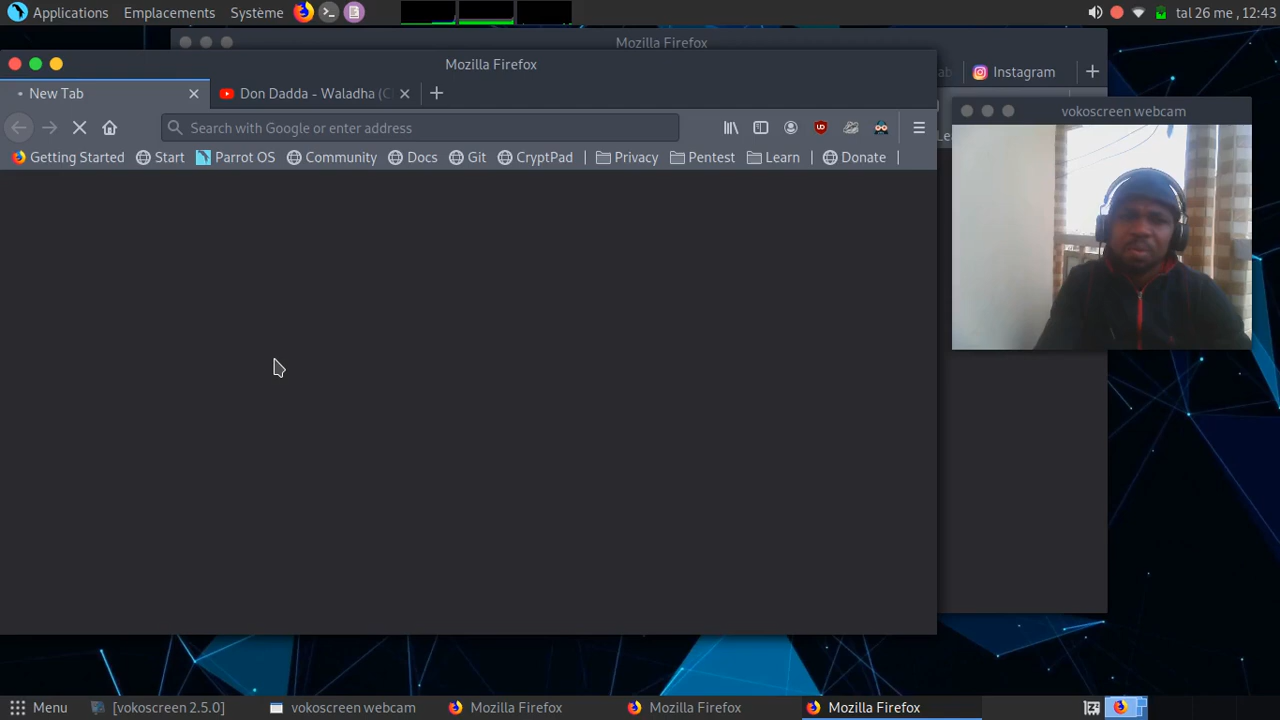 Applications Emplacements Système tal 26 me , 12:43
Mozilla Firefox
Mozilla Firefox
Instagram
New Tab
Don Dadda - Waladha (C
vokoscreen webcam
Search with Google or enter address
Getting Started Start Parrot OS Community Docs Git CryptPad Privacy Pentest Learn Donate
Menu [vokoscreen 2.5.0] vokoscreen webcam Mozilla Firefox Mozilla Firefox Mozilla Firefox